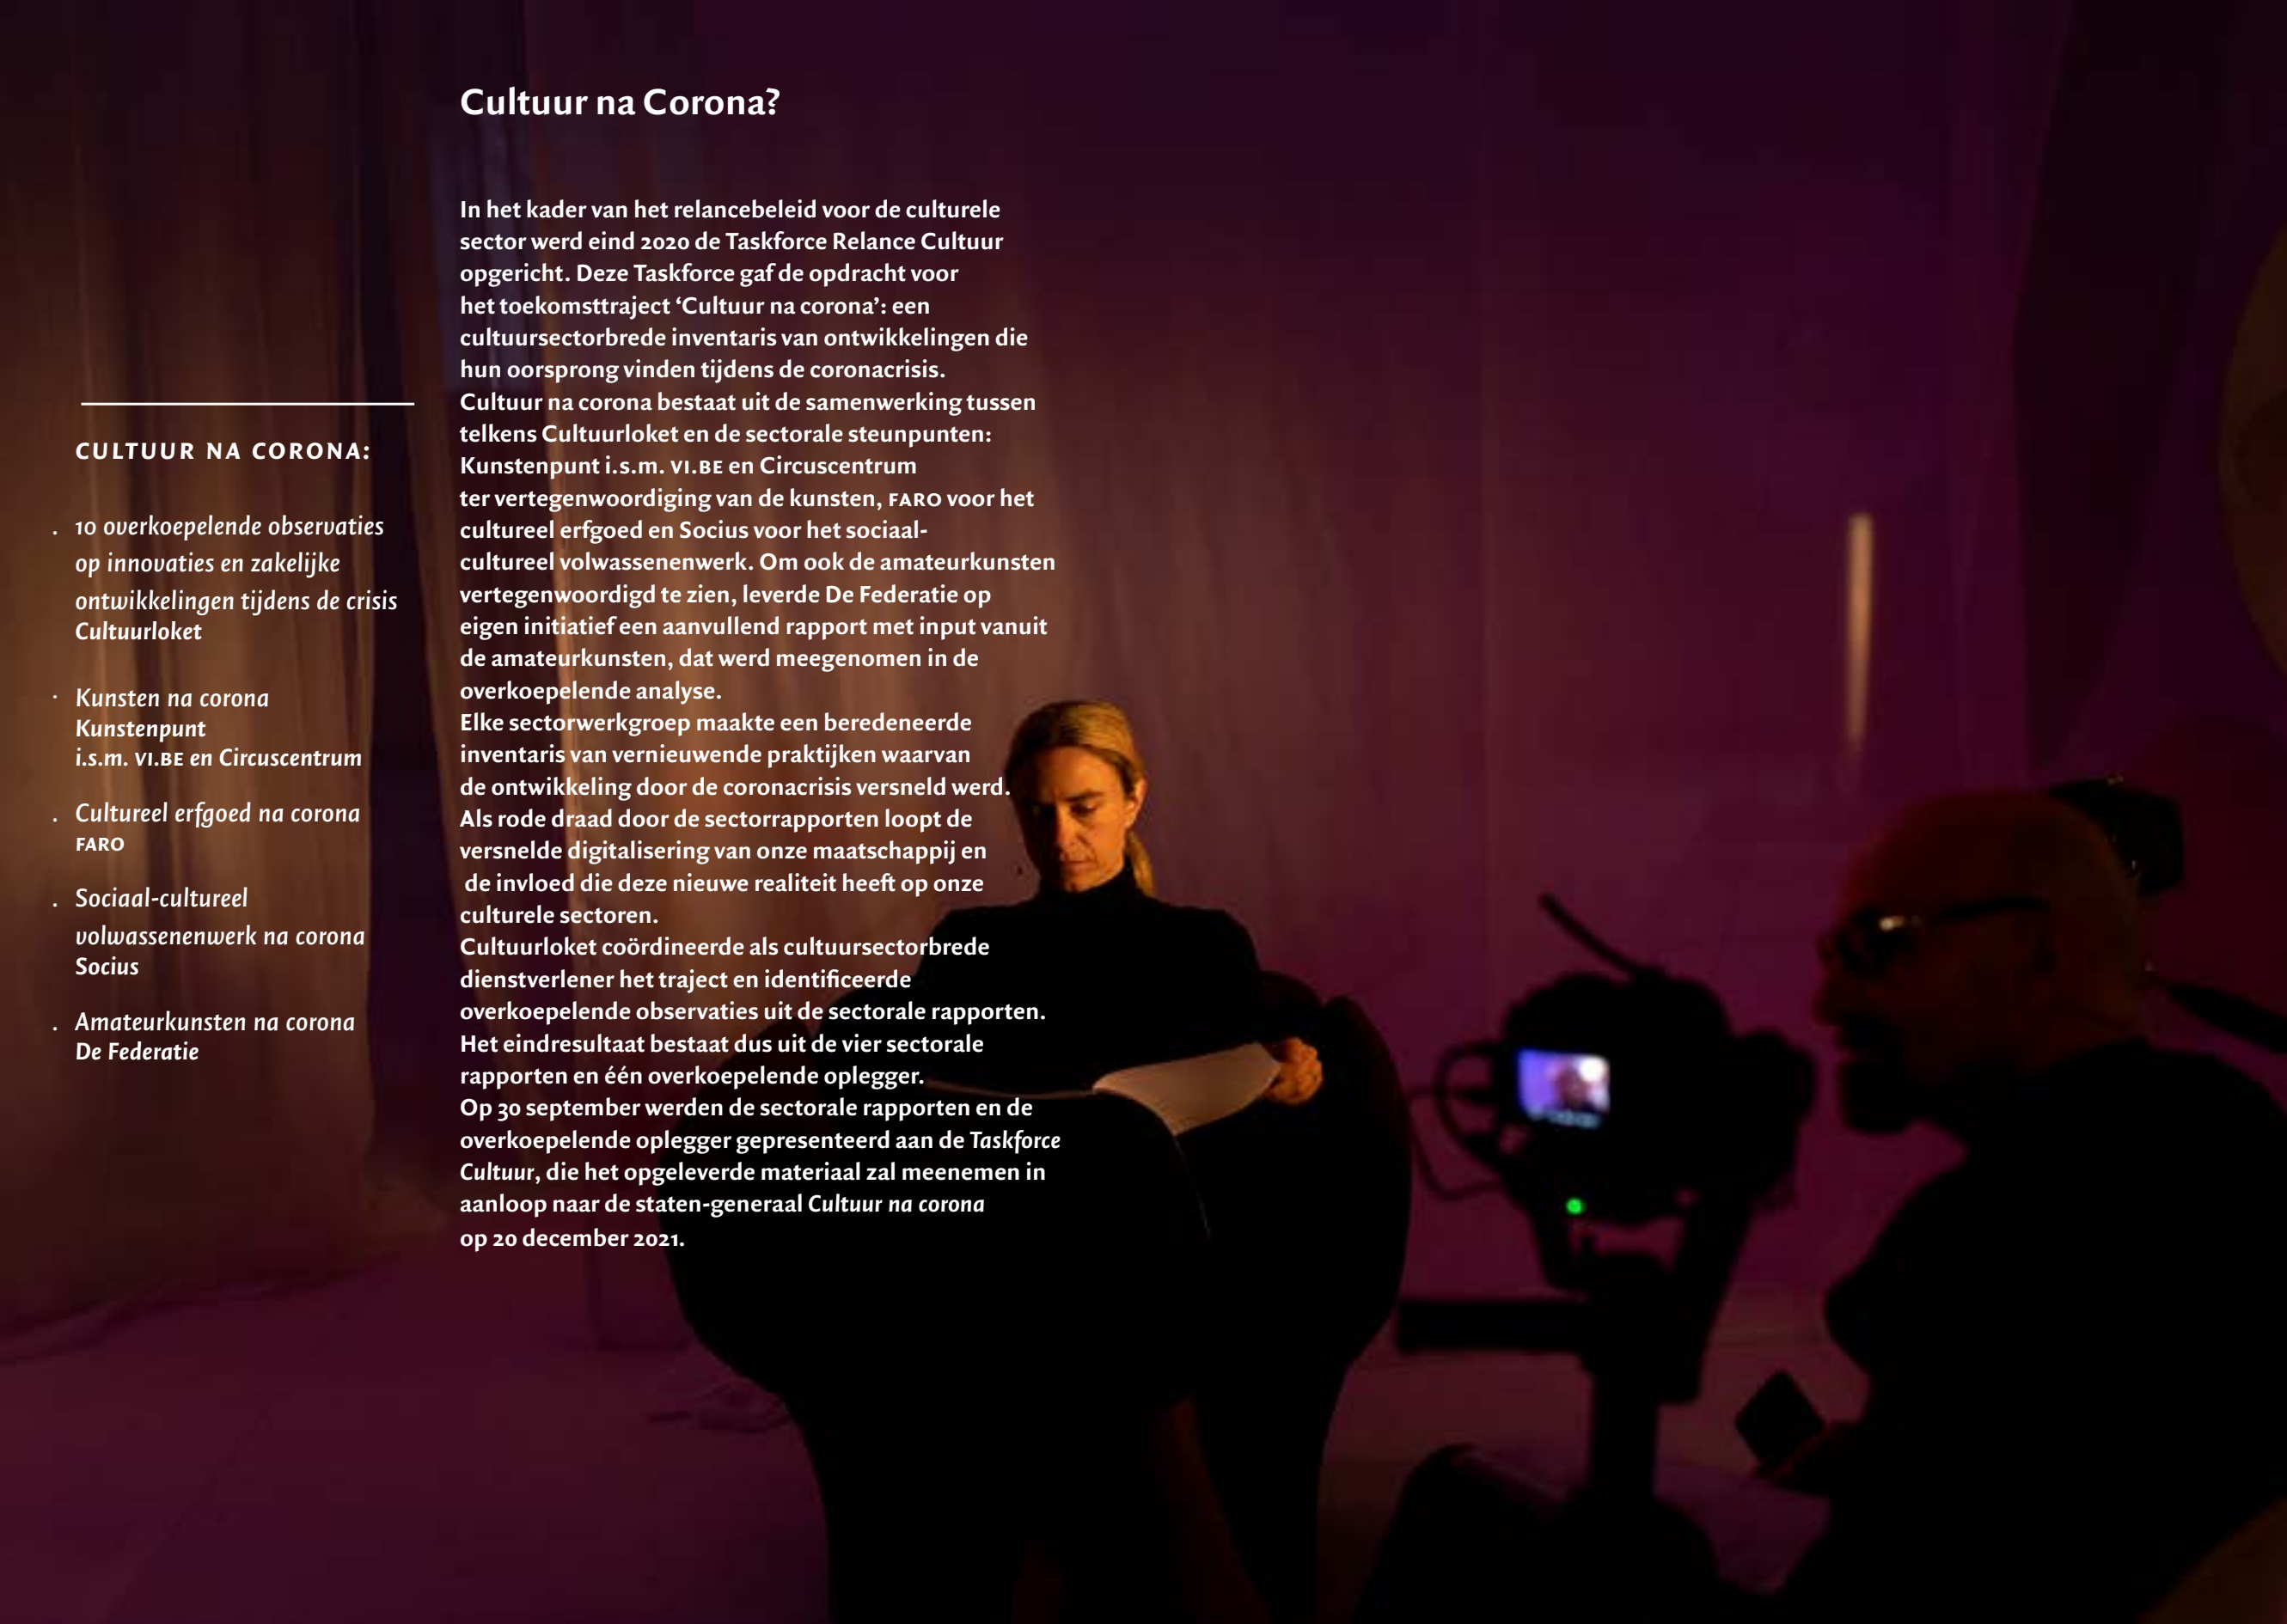 Cultuur na Corona?
In het kader van het relancebeleid voor de culturele
sector werd eind 2020 de Taskforce Relance Cultuur
opgericht. Deze Taskforce gaf de opdracht voor
het toekomsttraject ‘Cultuur na corona’: een
cultuursectorbrede inventaris van ontwikkelingen die
hun oorsprong vinden tijdens de coronacrisis.
Cultuur na corona bestaat uit de samenwerking tussen
telkens Cultuurloket en de sectorale steunpunten:
Kunstenpunt i.s.m. VI.BE en Circuscentrum
ter vertegenwoordiging van de kunsten, FARO voor het
cultureel erfgoed en Socius voor het sociaal-
cultureel volwassenenwerk. Om ook de amateurkunsten
vertegenwoordigd te zien, leverde De Federatie op
eigen initiatief een aanvullend rapport met input vanuit
de amateurkunsten, dat werd meegenomen in de
overkoepelende analyse.
Elke sectorwerkgroep maakte een beredeneerde
inventaris van vernieuwende praktijken waarvan
de ontwikkeling door de coronacrisis versneld werd.
Als rode draad door de sectorrapporten loopt de
versnelde digitalisering van onze maatschappij en
de invloed die deze nieuwe realiteit heeft op onze
culturele sectoren.
Cultuurloket coördineerde als cultuursectorbrede
dienstverlener het traject en identificeerde
overkoepelende observaties uit de sectorale rapporten.
Het eindresultaat bestaat dus uit de vier sectorale
rapporten en één overkoepelende oplegger.
Op 30 september werden de sectorale rapporten en de
overkoepelende oplegger gepresenteerd aan de Taskforce
Cultuur, die het opgeleverde materiaal zal meenemen in
aanloop naar de staten-generaal Cultuur na corona
op 20 december 2021.
CULTUUR NA CORONA:
. 10 overkoepelende observaties
op innovaties en zakelijke
ontwikkelingen tijdens de crisis
Cultuurloket
· Kunsten na corona
Kunstenpunt
i.s.m. VI.BE en Circuscentrum
. Cultureel erfgoed na corona
FARO
. Sociaal-cultureel
volwassenenwerk na corona
Socius
. Amateurkunsten na corona
De Federatie